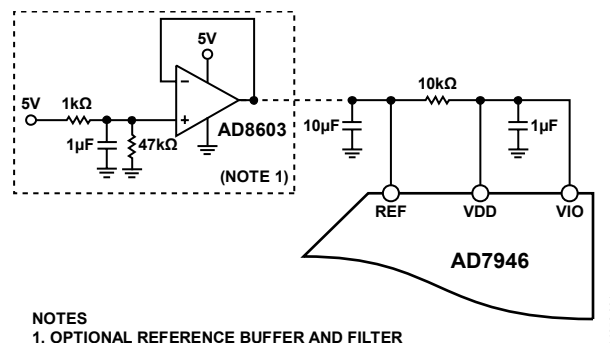 5V
5V
1kΩ
1µF
47kΩ
AD8603
(NOTE 1)
10kΩ
10µF
1µF
REF
VDD
VIO
AD7946
NOTES
1. OPTIONAL REFERENCE BUFFER AND FILTER